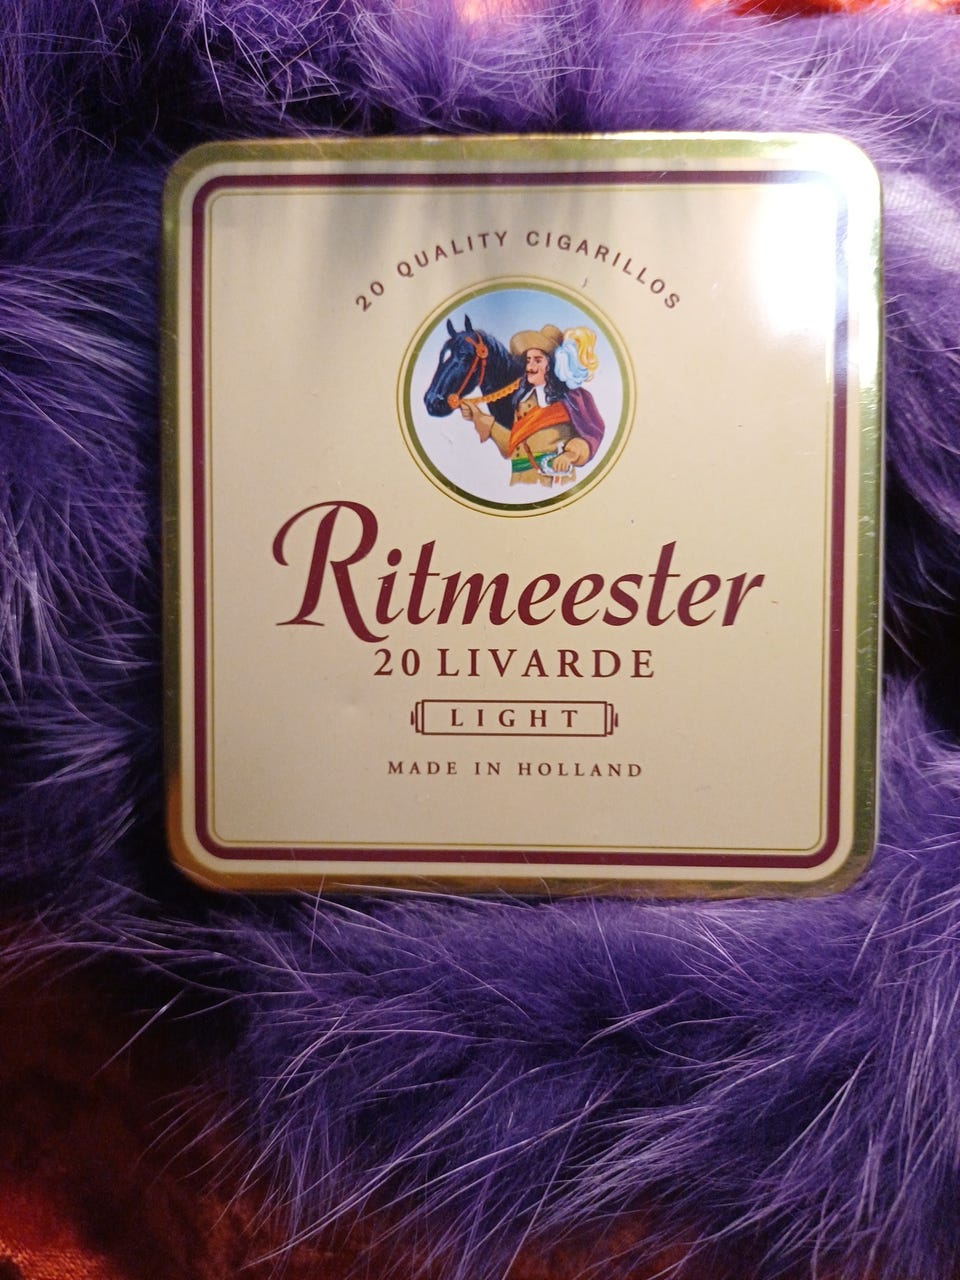 20 QUALITY CIGARILLOS
Ritmeester
20 LIVARDE
LIGHT
MADE IN HOLLAND